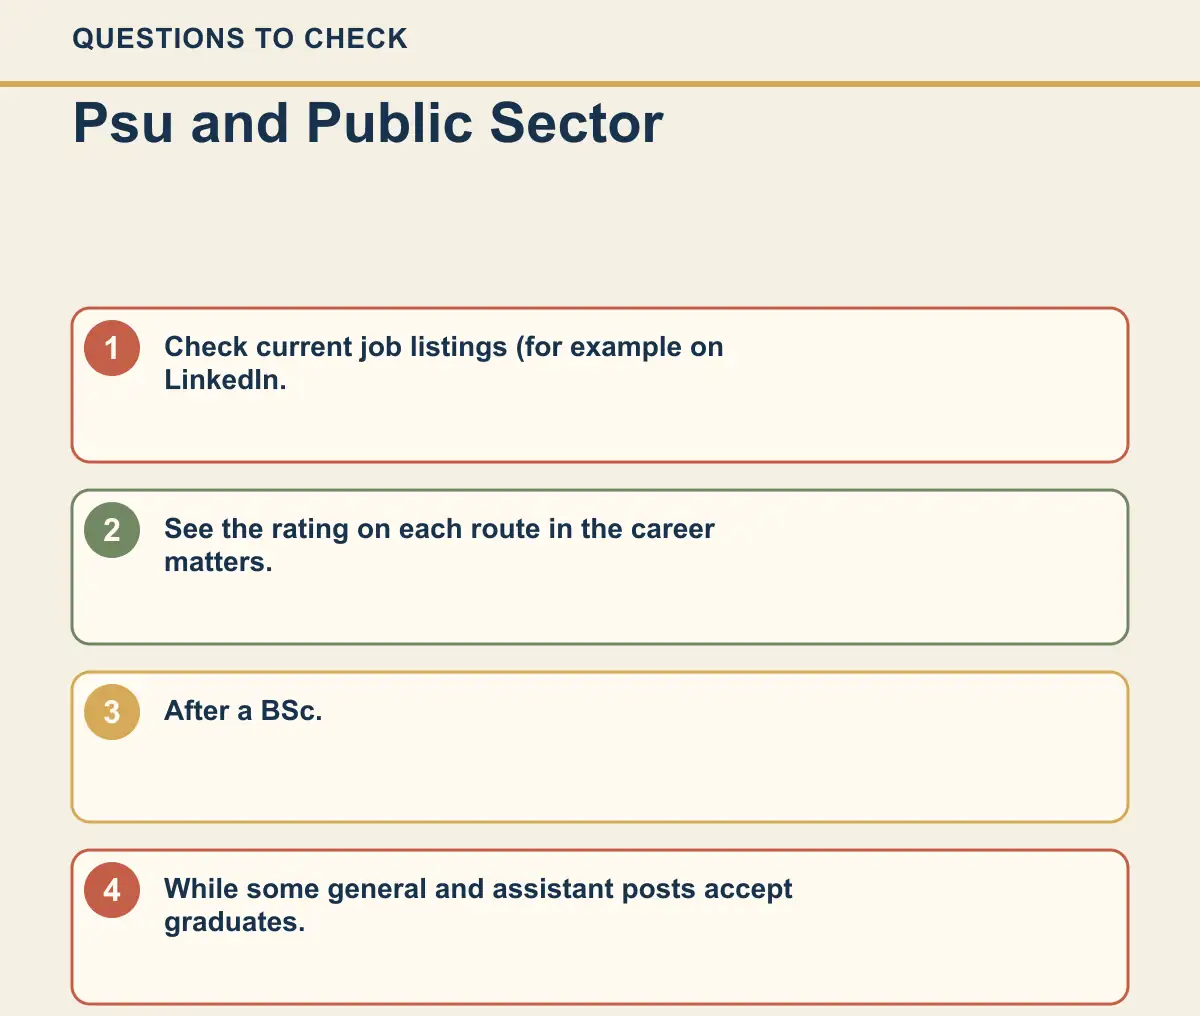 QUESTIONS TO CHECK
Psu and Public Sector
1
Check current job listings (for example on
LinkedIn.
2
See the rating on each route in the career
matters.
3
After a BSc.
4
While some general and assistant posts accept
graduates.